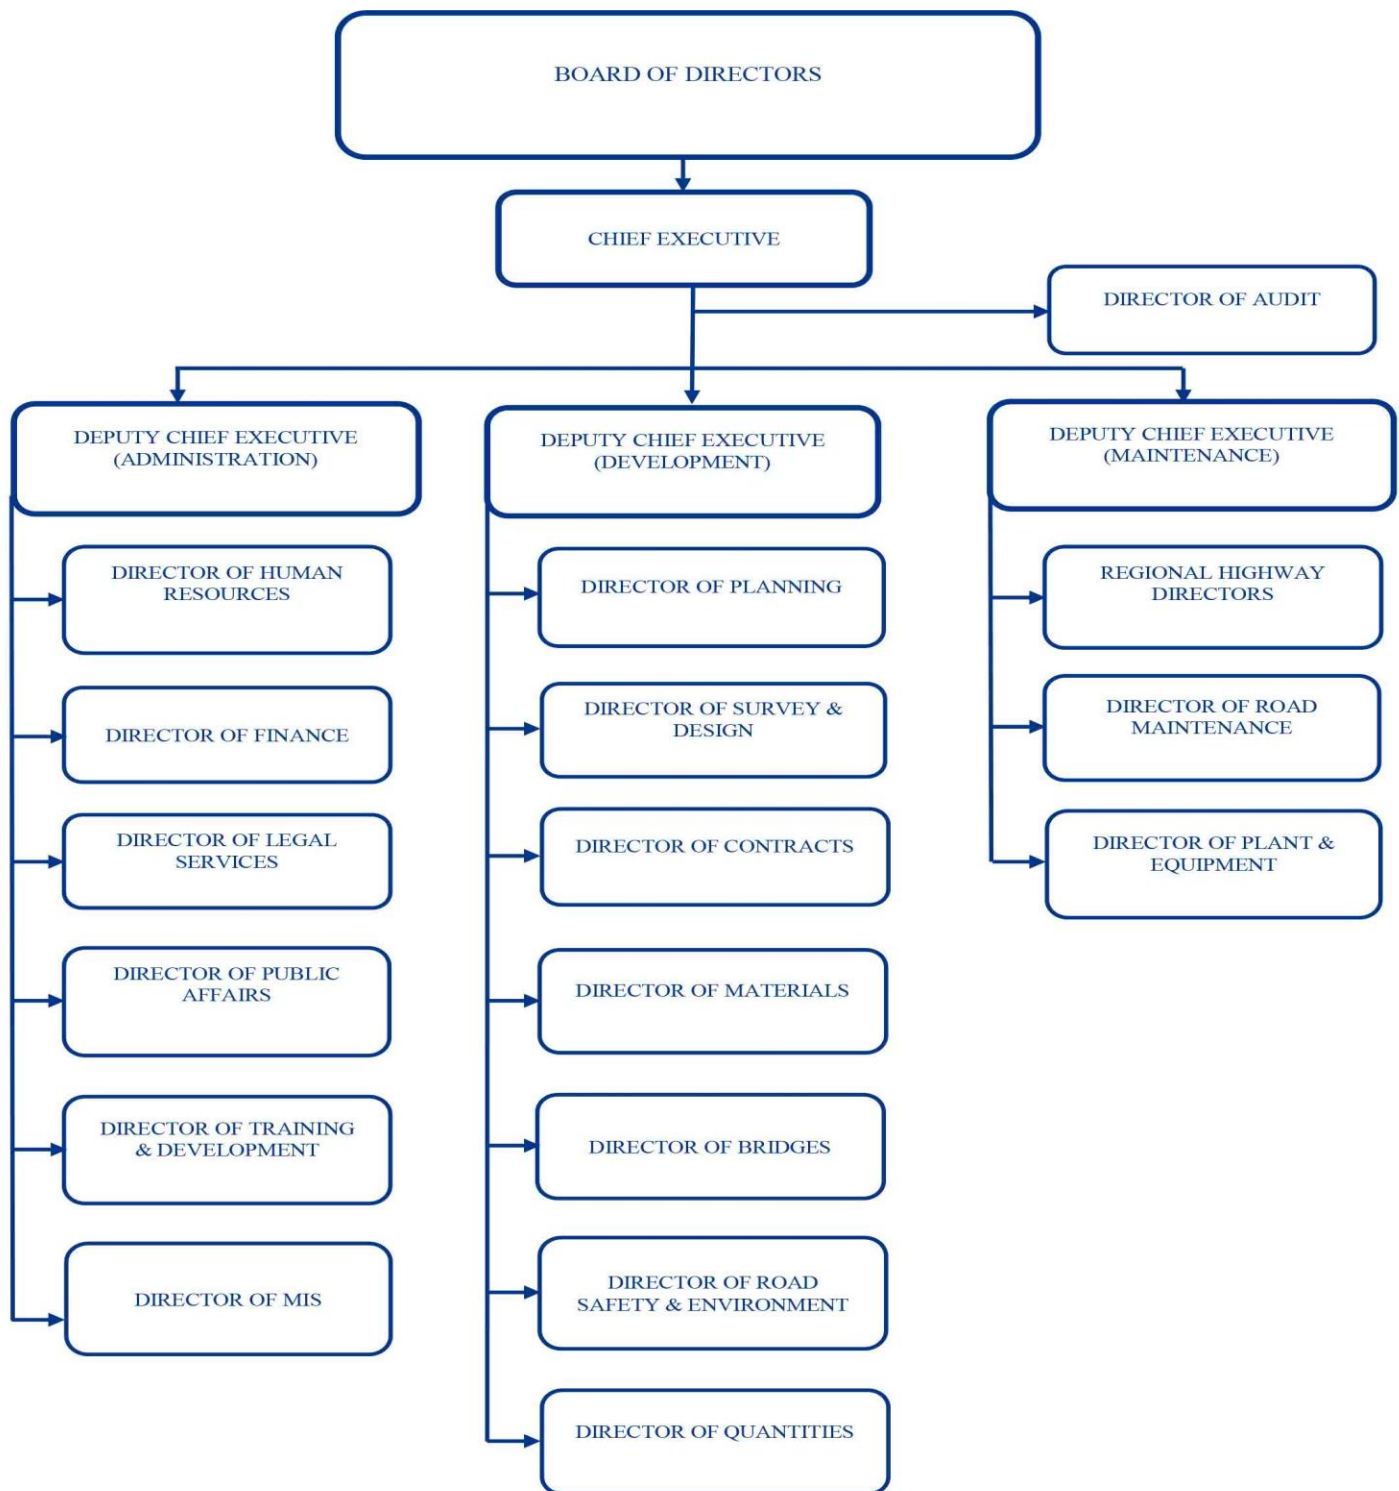 BOARD OF DIRECTORS
CHIEF EXECUTIVE
DIRECTOR OF AUDIT
DEPUTY CHIEF EXECUTIVE
(ADMINISTRATION)
DIRECTOR OF HUMAN
RESOURCES
DIRECTOR OF FINANCE
DIRECTOR OF LEGAL
SERVICES
DIRECTOR OF PUBLIC
AFFAIRS
DIRECTOR OF TRAINING
& DEVELOPMENT
DIRECTOR OF MIS
DEPUTY CHIEF EXECUTIVE
(DEVELOPMENT)
DIRECTOR OF PLANNING
DIRECTOR OF SURVEY &
DESIGN
DIRECTOR OF CONTRACTS
DIRECTOR OF MATERIALS
DIRECTOR OF BRIDGES
DIRECTOR OF ROAD
SAFETY & ENVIRONMENT
DIRECTOR OF QUANTITIES
DEPUTY CHIEF EXECUTIVE
(MAINTENANCE)
REGIONAL HIGHWAY
DIRECTORS
DIRECTOR OF ROAD
MAINTENANCE
DIRECTOR OF PLANT &
EQUIPMENT